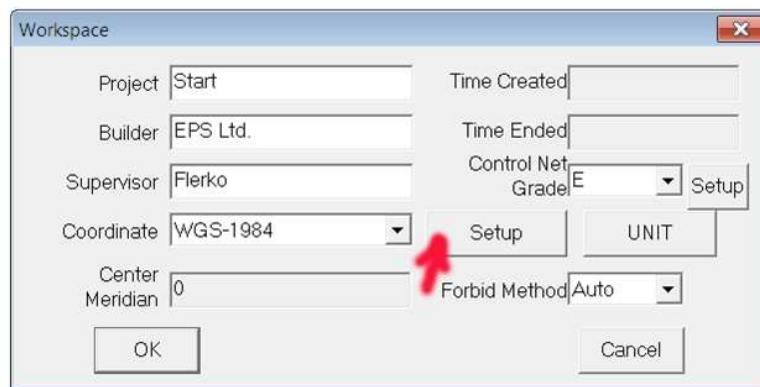 Workspace
Project Start Time Created
Builder EPS Ltd. Time Ended
Supervisor Flerko Control Net
Grade E Setup
Coordinate WGS-1984 Setup UNIT
Center
Meridian 0 Forbid Method Auto
OK Cancel